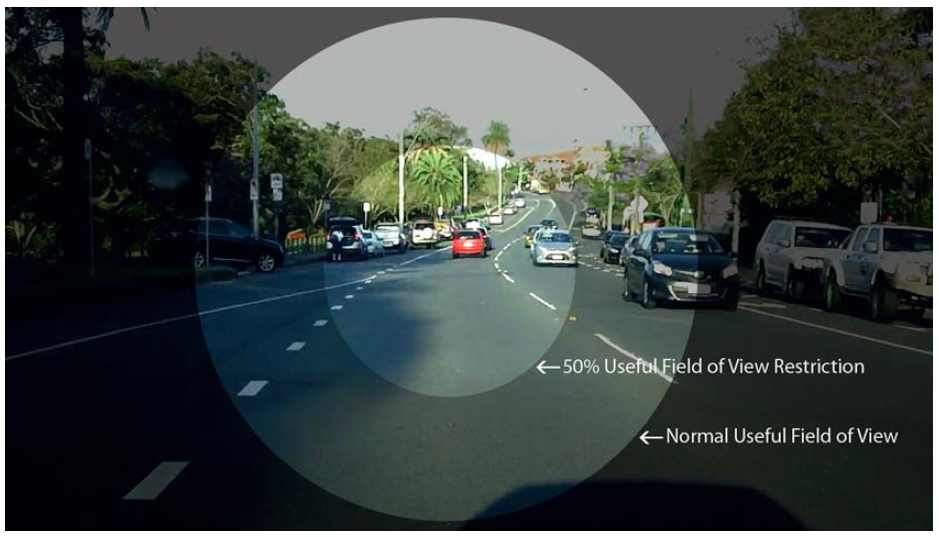 ←50% Useful Field of View Restriction
←Normal Useful Field of View